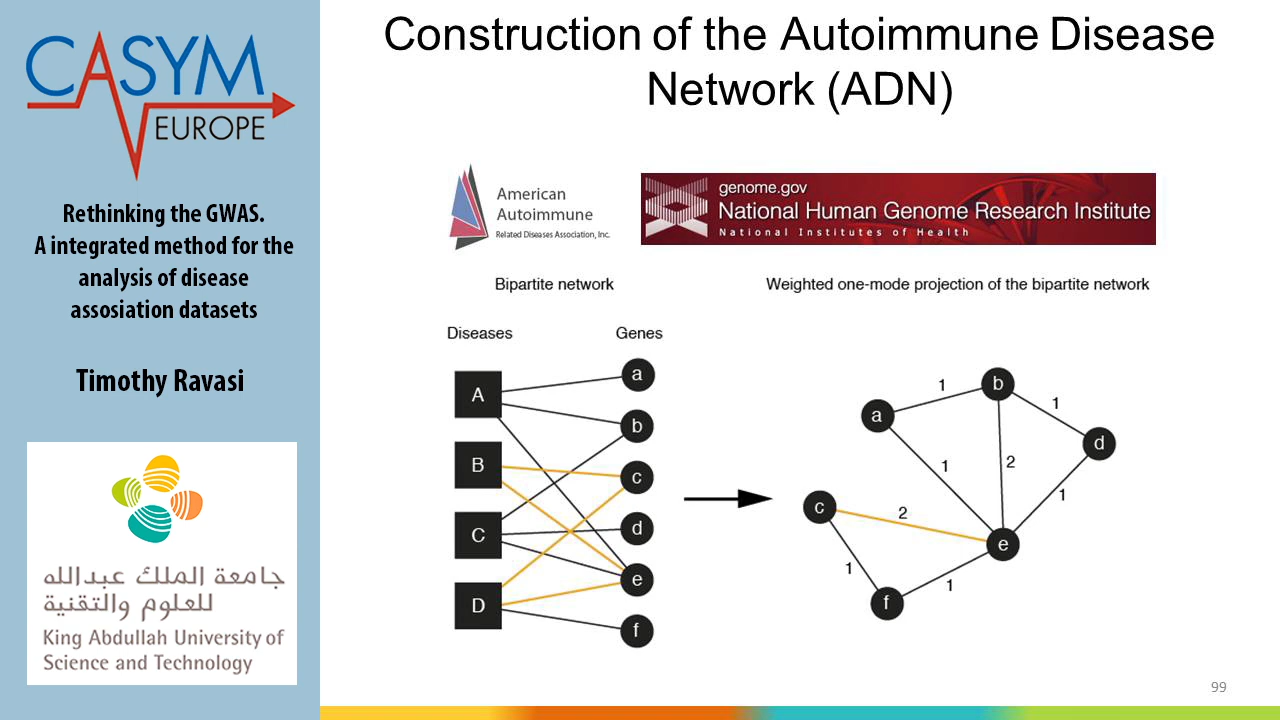 CASYM
EUROPE
Rethinking the GWAS.
A integrated method for the
analysis of disease
assosiation datasets
Timothy Ravasi
جامعة الملك عبدالله
للعلوم والتقنية
King Abdullah University of
Science and Technology
Construction of the Autoimmune Disease
Network (ADN)
American
Autoimmune
Related Diseases Association, Inc.
genome.gov
National Human Genome Research Institute
National Institutes of Health
Bipartite network
Weighted one-mode projection of the bipartite network
Diseases
Genes
A
B
C
D
a
b
c
d
e
f
a
b
c
d
e
f
1
1
1
2
1
2
1
1
99